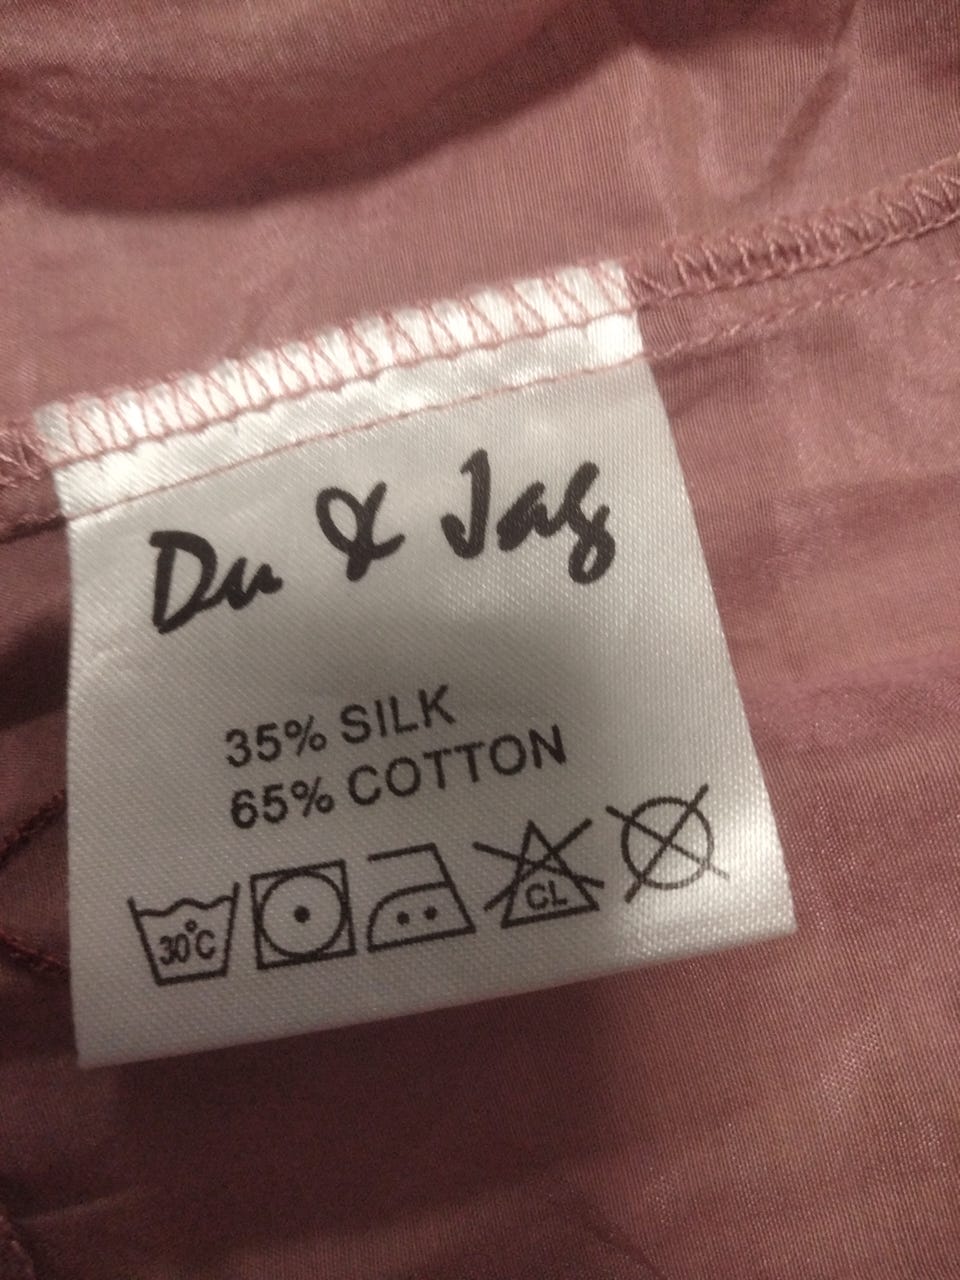 Du & Jag
35% SILK
65% COTTON
30°C CL